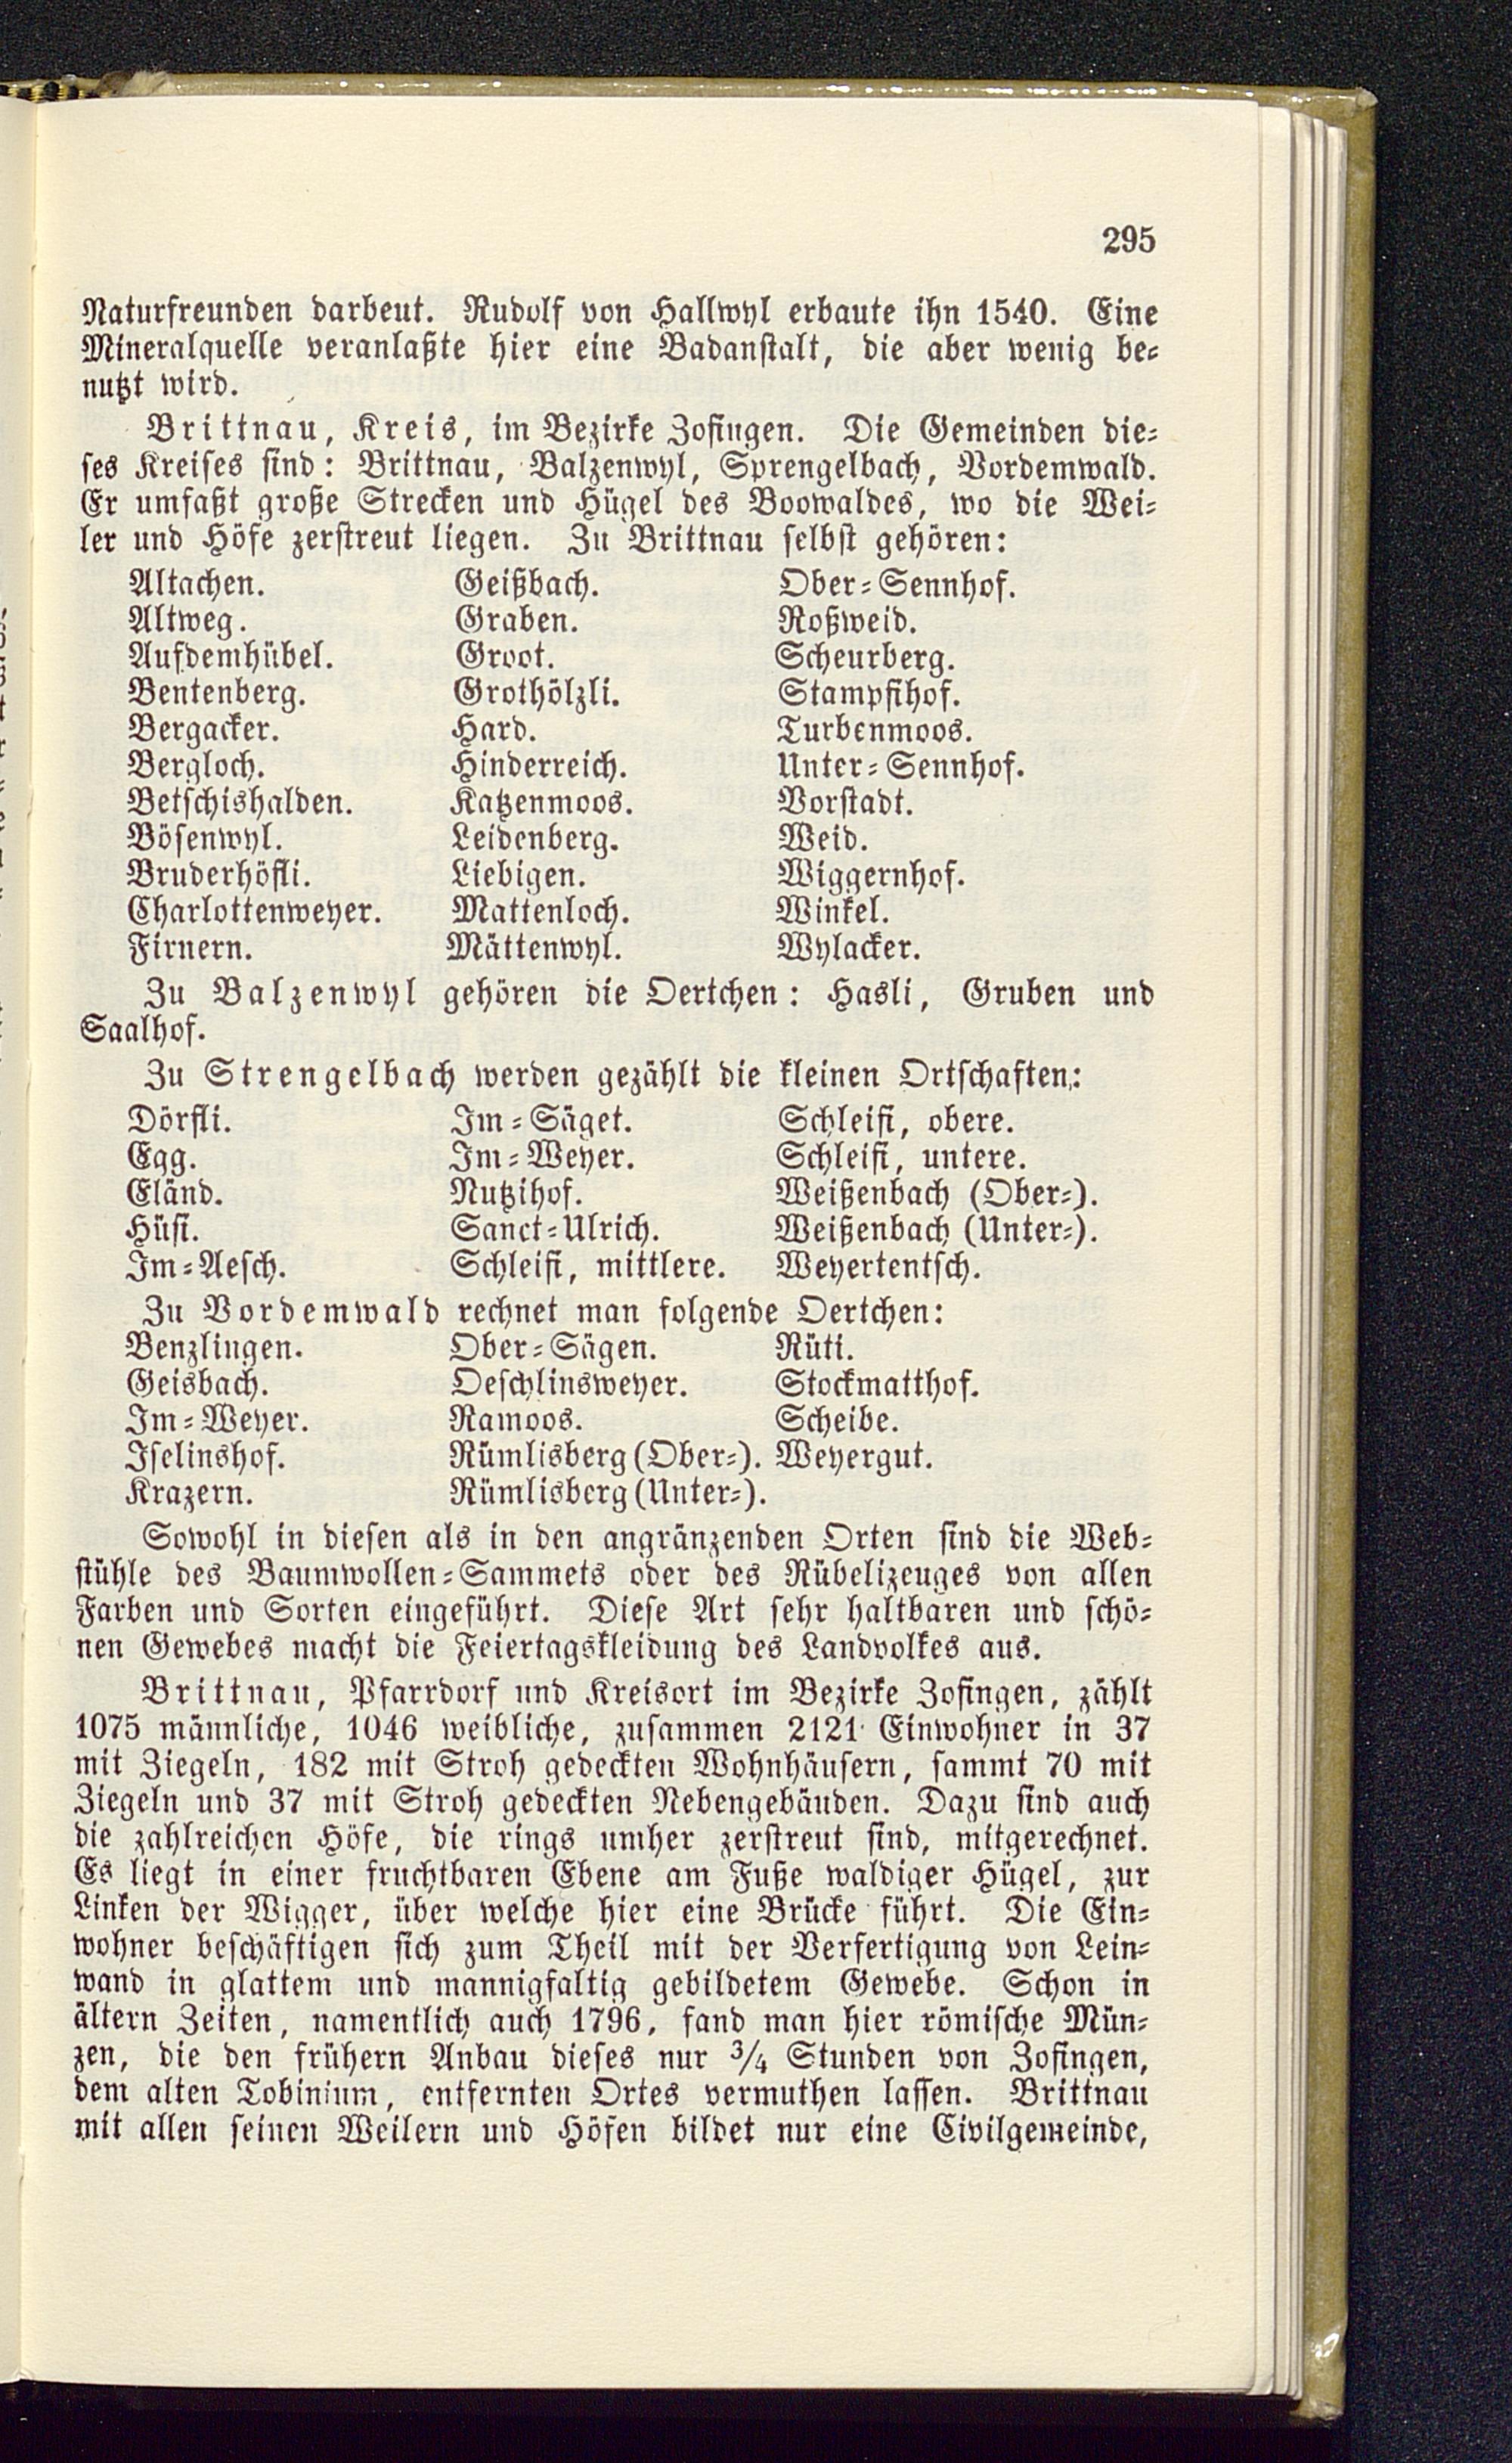 295
Naturfreunden darbeut. Rudolf von Hallwyl erbaute ihn 1540. Eine
Mineralquelle veranlaßte hier eine Badanstalt, die aber wenig be-
nutzt wird.
Brittnau, Kreis, im Bezirke Zofingen. Die Gemeinden die-
ses Kreises sind: Brittnau, Balzenwyl, Sprengelbach, Vordemwald.
Er umfaßt große Strecken und Hügel des Boowaldes, wo die Wei-
ler und Höfe zerstreut liegen. Zu Brittnau selbst gehören:
Altachen. Geißbach. Ober-Sennhof.
Altweg. Graben. Roßweid.
Aufdemhübel. Groot. Scheurberg.
Bentenberg. Grothölzli. Stampfihof.
Bergacker. Hard. Turbenmoos.
Bergloch. Hinderreich. Unter-Sennhof.
Betschishalden. Katzenmoos. Vorstadt.
Bösenwyl. Leidenberg. Weid.
Bruderhöfli. Liebigen. Wiggernhof.
Charlottenweyer. Mattenloch. Winkel.
Firnern. Mättenwyl. Wylacker.
Zu Balzenwyl gehören die Oertchen: Hasli, Gruben und
Saalhof.
Zu Strengelbach werden gezählt die kleinen Ortschaften:
Dörfli. Im-Säget. Schleifi, obere.
Egg. Im-Weyer. Schleifi, untere.
Eländ. Nutzihof. Weißenbach (Ober-).
Hüsi. Sanct-Ulrich. Weißenbach (Unter-).
Im-Aesch. Schleifi, mittlere. Weyertentsch.
Zu Vordemwald rechnet man folgende Oertchen:
Benzlingen. Ober-Sägen. Rüti.
Geisbach. Oeschlinsweyer. Stockmatthof.
Im-Weyer. Ramoos. Scheibe.
Iselinshof. Rümlisberg (Ober-). Weyergut.
Krazern. Rümlisberg (Unter-).
Sowohl in diesen als in den angränzenden Orten sind die Web-
stühle des Baumwollen-Sammets oder des Rübelizeuges von allen
Farben und Sorten eingeführt. Diese Art sehr haltbaren und schö-
nen Gewebes macht die Feiertagskleidung des Landvolkes aus.
Brittnau, Pfarrdorf und Kreisort im Bezirke Zofingen, zählt
1075 männliche, 1046 weibliche, zusammen 2121 Einwohner in 37
mit Ziegeln, 182 mit Stroh gedeckten Wohnhäusern, sammt 70 mit
Ziegeln und 37 mit Stroh gedeckten Nebengebäuden. Dazu sind auch
die zahlreichen Höfe, die rings umher zerstreut sind, mitgerechnet.
Es liegt in einer fruchtbaren Ebene am Fuße waldiger Hügel, zur
Linken der Wigger, über welche hier eine Brücke führt. Die Ein-
wohner beschäftigen sich zum Theil mit der Verfertigung von Lein-
wand in glattem und mannigfaltig gebildetem Gewebe. Schon in
ältern Zeiten, namentlich auch 1796, fand man hier römische Mün-
zen, die den frühern Anbau dieses nur 3/4 Stunden von Zofingen,
dem alten Tobinium, entfernten Ortes vermuthen lassen. Brittnau
mit allen seinen Weilern und Höfen bildet nur eine Civilgemeinde,